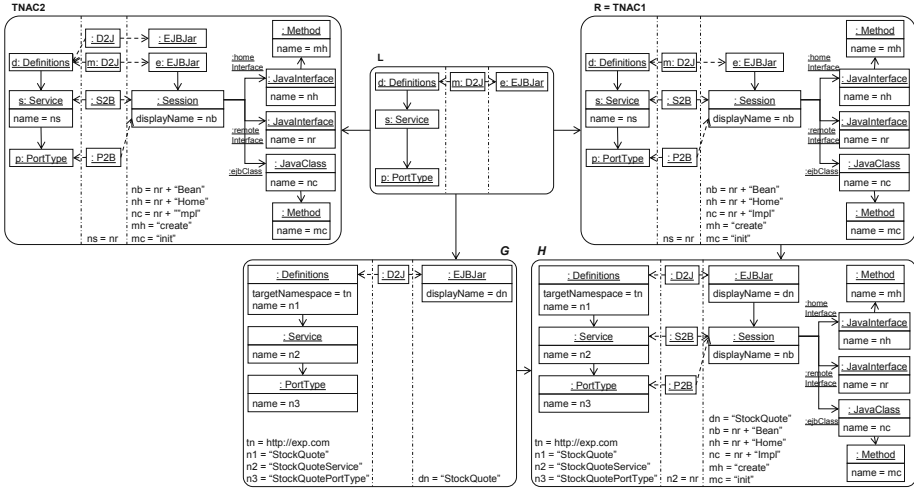 TNAC2
: D2J
: EJBJar
d: Definitions
m: D2J
e: EJBJar
s: Service
name = ns
: S2B
: Session
displayName = nb
p: PortType
: P2B
: Method
name = mh
:home
Interface
: JavaInterface
name = nh
: JavaInterface
name = nr
:remote
Interface
: JavaClass
name = nc
:ejbClass
: Method
name = mc
nb = nr + “Bean”
nh = nr + “Home”
nc = nr + ““mpl”
mh = “create”
mc = “init”
ns = nr
L
d: Definitions
m: D2J
e: EJBJar
s: Service
p: PortType
R = TNAC1
d: Definitions
m: D2J
e: EJBJar
s: Service
name = ns
: S2B
: Session
displayName = nb
p: PortType
: P2B
: Method
name = mh
:home
Interface
: JavaInterface
name = nh
: JavaInterface
name = nr
:remote
Interface
: JavaClass
name = nc
:ejbClass
: Method
name = mc
nb = nr + “Bean”
nh = nr + “Home”
nc = nr + “Impl”
mh = “create”
mc = “init”
ns = nr
G
: Definitions
targetNamespace = tn
name = n1
: D2J
: EJBJar
displayName = dn
: Service
name = n2
: PortType
name = n3
tn = http://exp.com
n1 = “StockQuote”
n2 = “StockQuoteService”
n3 = “StockQuotePortType”
dn = “StockQuote”
H
: Definitions
targetNamespace = tn
name = n1
: D2J
: EJBJar
displayName = dn
: Service
name = n2
: S2B
: Session
displayName = nb
: PortType
name = n3
: P2B
: Method
name = mh
:home
Interface
: JavaInterface
name = nh
: JavaInterface
name = nr
:remote
Interface
: JavaClass
name = nc
:ejbClass
: Method
name = mc
tn = http://exp.com
n1 = “StockQuote”
n2 = “StockQuoteService”
n3 = “StockQuotePortType”
n2 = nr
dn = “StockQuote”
nb = nr + “Bean”
nh = nr + “Home”
nc = nr + “Impl”
mh = “create”
mc = “init”